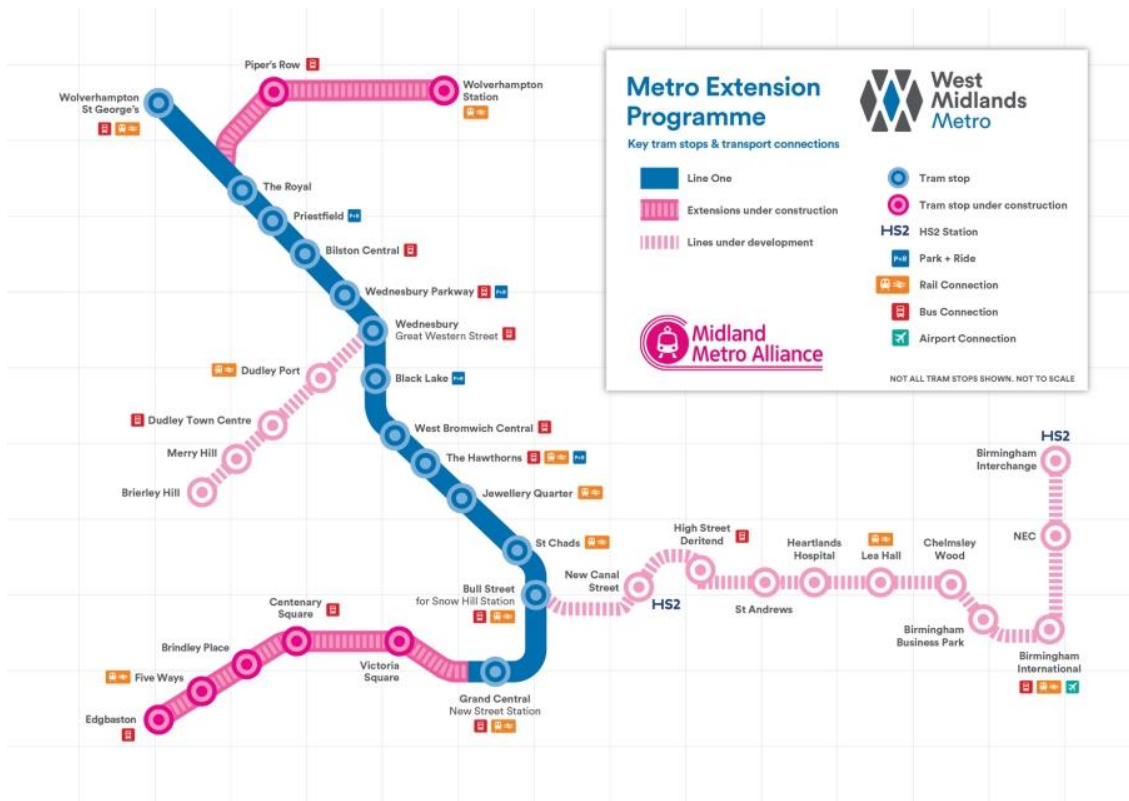 Metro Extension
Programme
Key tram stops & transport connections
West
Midlands
Metro
Line One
Extensions under construction
Lines under development
Tram stop
Tram stop under construction
HS2 HS2 Station
P+R Park + Ride
Rail Connection
Bus Connection
Airport Connection
Midland
Metro Alliance
NOT ALL TRAM STOPS SHOWN. NOT TO SCALE
Piper's Row
Wolverhampton
Station
Wolverhampton
St George's
The Royal
Priestfield P+R
Bilston Central
Wednesbury Parkway P+R
Wednesbury
Great Western Street
Dudley Port
Black Lake P+R
Dudley Town Centre
West Bromwich Central
Merry Hill
The Hawthorns P+R
Brierley Hill
Jewellery Quarter
St Chads
Bull Street
for Snow Hill Station
Grand Central
New Street Station
Victoria
Square
Centenary
Square
Brindley Place
Five Ways
Edgbaston
New Canal
Street
HS2
High Street
Deritend
St Andrews
Heartlands
Hospital
Lea Hall
Chelmsley
Wood
Birmingham
Business Park
Birmingham
International
NEC
Birmingham
Interchange
HS2